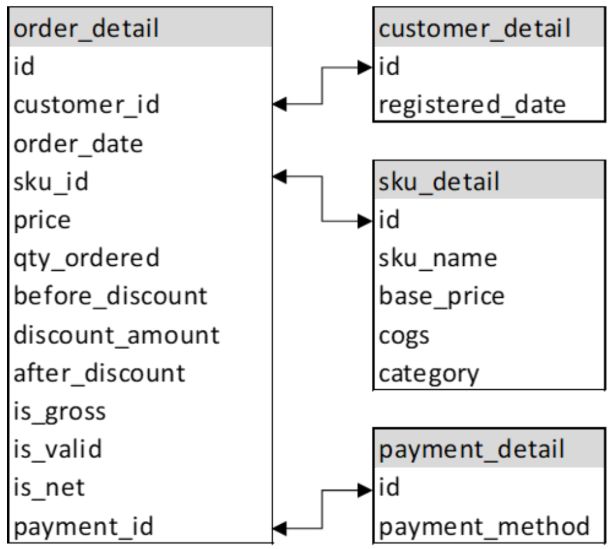 order_detail
id
customer_id
order_date
sku_id
price
qty_ordered
before_discount
discount_amount
after_discount
is_gross
is_valid
is_net
payment_id
customer_detail
id
registered_date
sku_detail
id
sku_name
base_price
cogs
category
payment_detail
id
payment_method